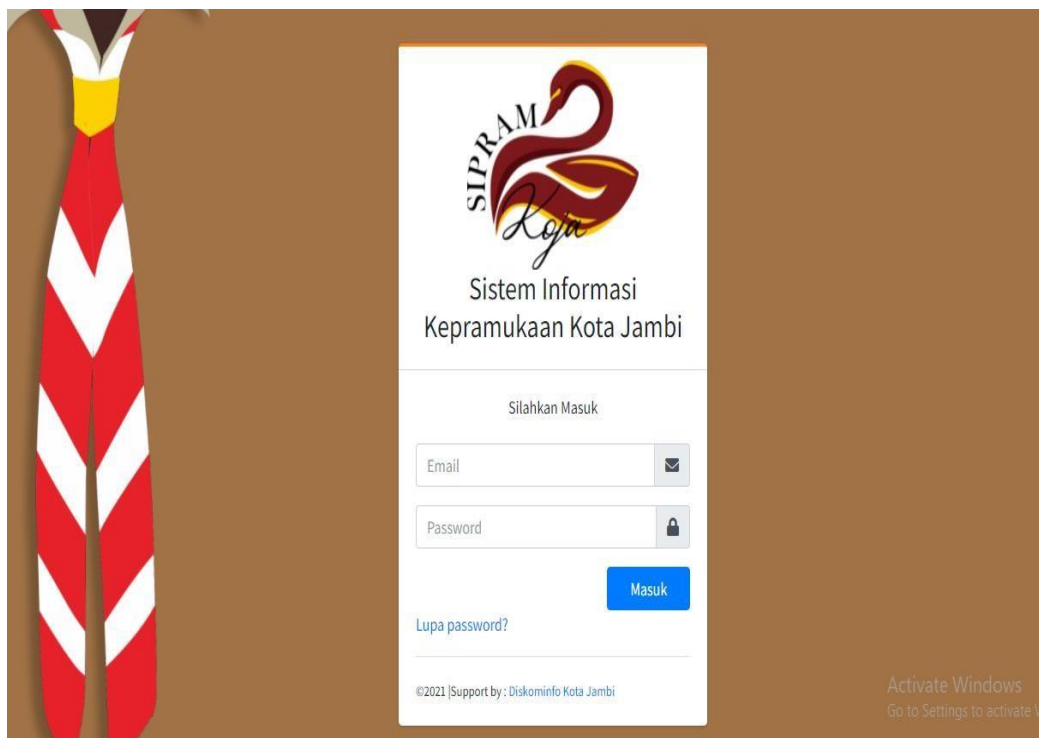 SIPRAM
Koja
Sistem Informasi
Kepramukaan Kota Jambi
Silahkan Masuk
Email
Password
Masuk
Lupa password?
©2021 |Support by : Diskominfo Kota Jambi
Activate Windows
Go to Settings to activate